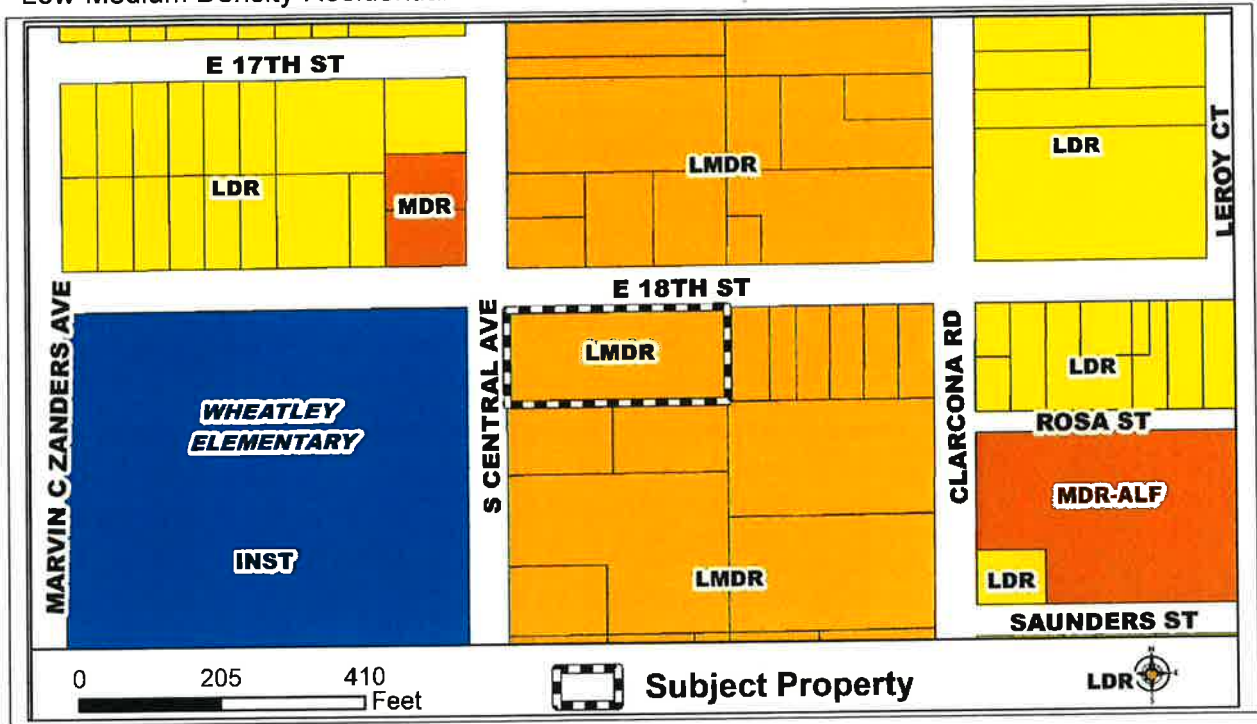 E 17TH ST
LDR
MDR
LMDR
LDR
LEROY CT
E 18TH ST
MARVIN C ZANDERS AVE
WHEATLEY
ELEMENTARY
INST
S CENTRAL AVE
LMDR
LMDR
CLARCONA RD
LDR
ROSA ST
MDR-ALF
LDR
SAUNDERS ST
0 205 410
Feet
Subject Property
LDR
N
E
S